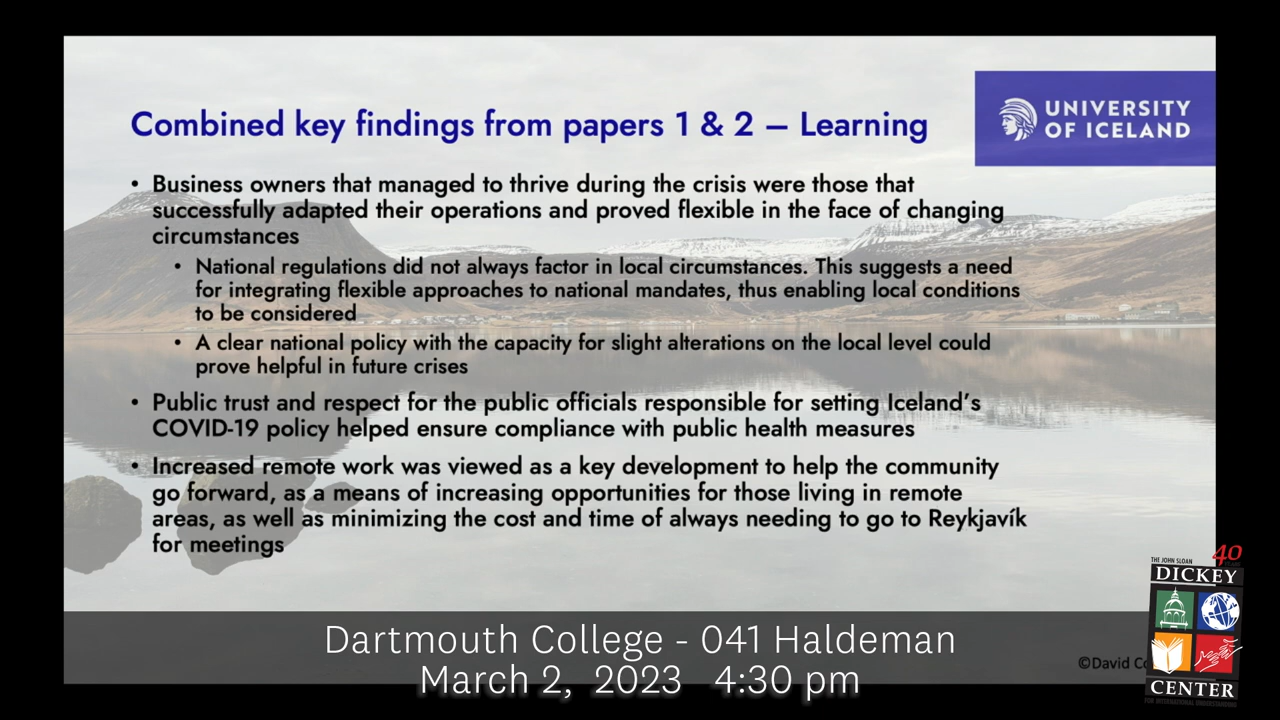 Combined key findings from papers 1 & 2 – Learning
UNIVERSITY
OF ICELAND
• Business owners that managed to thrive during the crisis were those that
successfully adapted their operations and proved flexible in the face of changing
circumstances
• National regulations did not always factor in local circumstances. This suggests a need
for integrating flexible approaches to national mandates, thus enabling local conditions
to be considered
• A clear national policy with the capacity for slight alterations on the local level could
prove helpful in future crises
• Public trust and respect for the public officials responsible for setting Iceland's
COVID-19 policy helped ensure compliance with public health measures
• Increased remote work was viewed as a key development to help the community
go forward, as a means of increasing opportunities for those living in remote
areas, as well as minimizing the cost and time of always needing to go to Reykjavík
for meetings
Dartmouth College - 041 Haldeman
March 2, 2023 4:30 pm
©David
40
THE JOHN SLOAN
DICKEY
CENTER
FOR INTERNATIONAL UNDERSTANDING